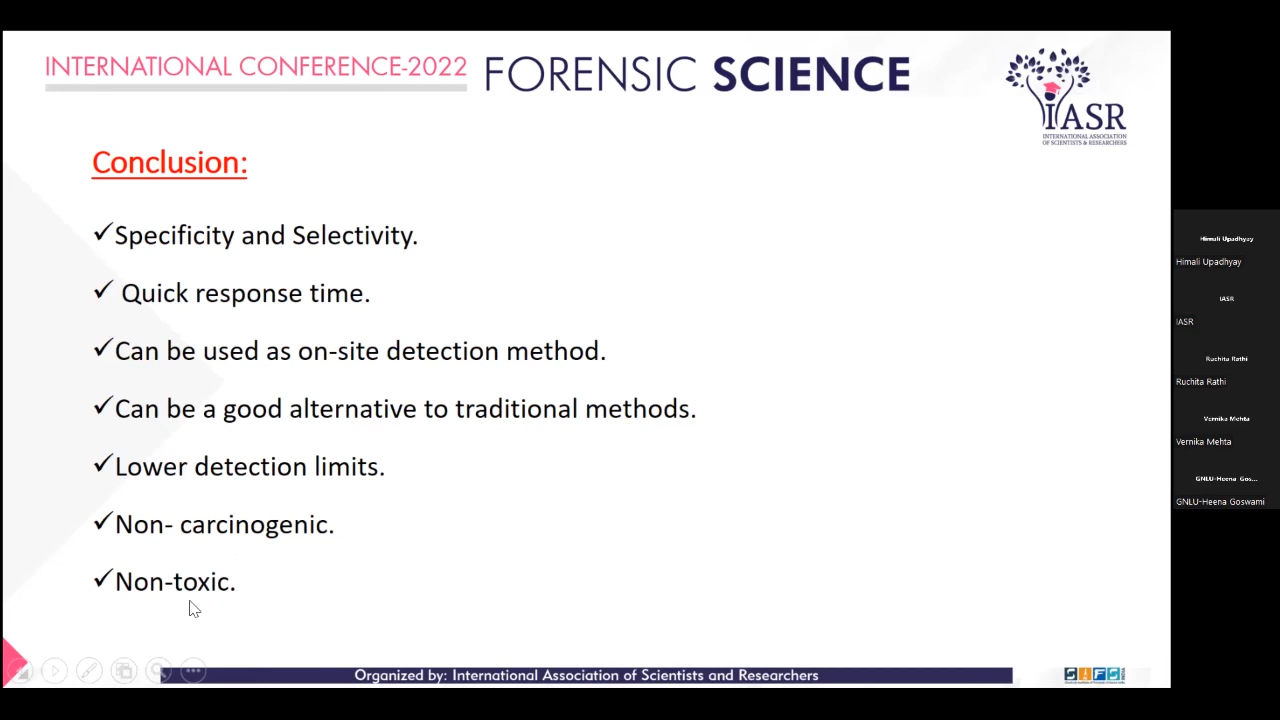 INTERNATIONAL CONFERENCE-2022 FORENSIC SCIENCE
IASR
INTERNATIONAL ASSOCIATION
OF SCIENTISTS & RESEARCHERS
Conclusion:
✓Specificity and Selectivity.
✓ Quick response time.
✓Can be used as on-site detection method.
✓Can be a good alternative to traditional methods.
✓Lower detection limits.
✓Non- carcinogenic.
✓Non-toxic.
Organized by: International Association of Scientists and Researchers
SIFS
INDIA
Himali Upadhyay
Himali Upadhyay
IASR
IASR
Ruchita Rathi
Ruchita Rathi
Vernika Mehta
Vernika Mehta
GNLU-Heena Gos...
GNLU-Heena Goswami